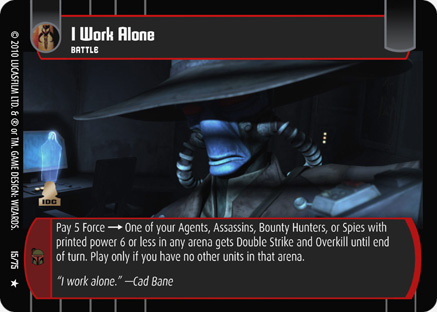 I Work Alone
BATTLE
IDC
Pay 5 Force → One of your Agents, Assassins, Bounty Hunters, or Spies with
printed power 6 or less in any arena gets Double Strike and Overkill until end
of turn. Play only if you have no other units in that arena.
“I work alone.” —Cad Bane
© 2010 LUCASFILM LTD. & ® or TM. GAME DESIGN: WIZARDS.
15/75